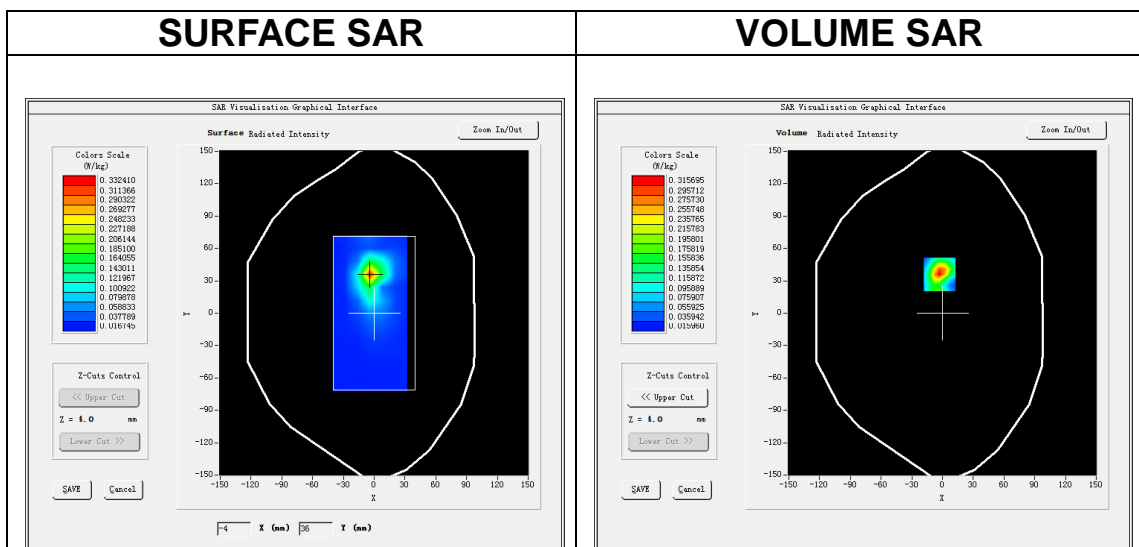 SURFACE SAR
VOLUME SAR
SAR Visualisation Graphical Interface
Surface Radiated Intensity
Zoom In/Out
Colors Scale
(W/kg)
0.332410
0.311366
0.290322
0.269277
0.248233
0.227188
0.206144
0.185100
0.164055
0.143011
0.121967
0.100922
0.079878
0.058833
0.037789
0.016745
150
120
90
60
30
0
-30
-60
-90
-120
-150
Y
-150 -120 -90 -60 -30 0 30 60 90 120 150
X
Z-Cuts Control
<< Upper Cut
Z = 4.0 mm
Lower Cut >>
SAVE Cancel
-4 X (mm) 36 Y (mm)
SAR Visualisation Graphical Interface
Volume Radiated Intensity
Zoom In/Out
Colors Scale
(W/kg)
0.315695
0.295712
0.275730
0.255748
0.235765
0.215783
0.195801
0.175819
0.155836
0.135854
0.115872
0.095889
0.075907
0.055925
0.035942
0.015960
150
120
90
60
30
0
-30
-60
-90
-120
-150
Y
-150 -120 -90 -60 -30 0 30 60 90 120 150
X
Z-Cuts Control
<< Upper Cut
Z = 4.0 mm
Lower Cut >>
SAVE Cancel